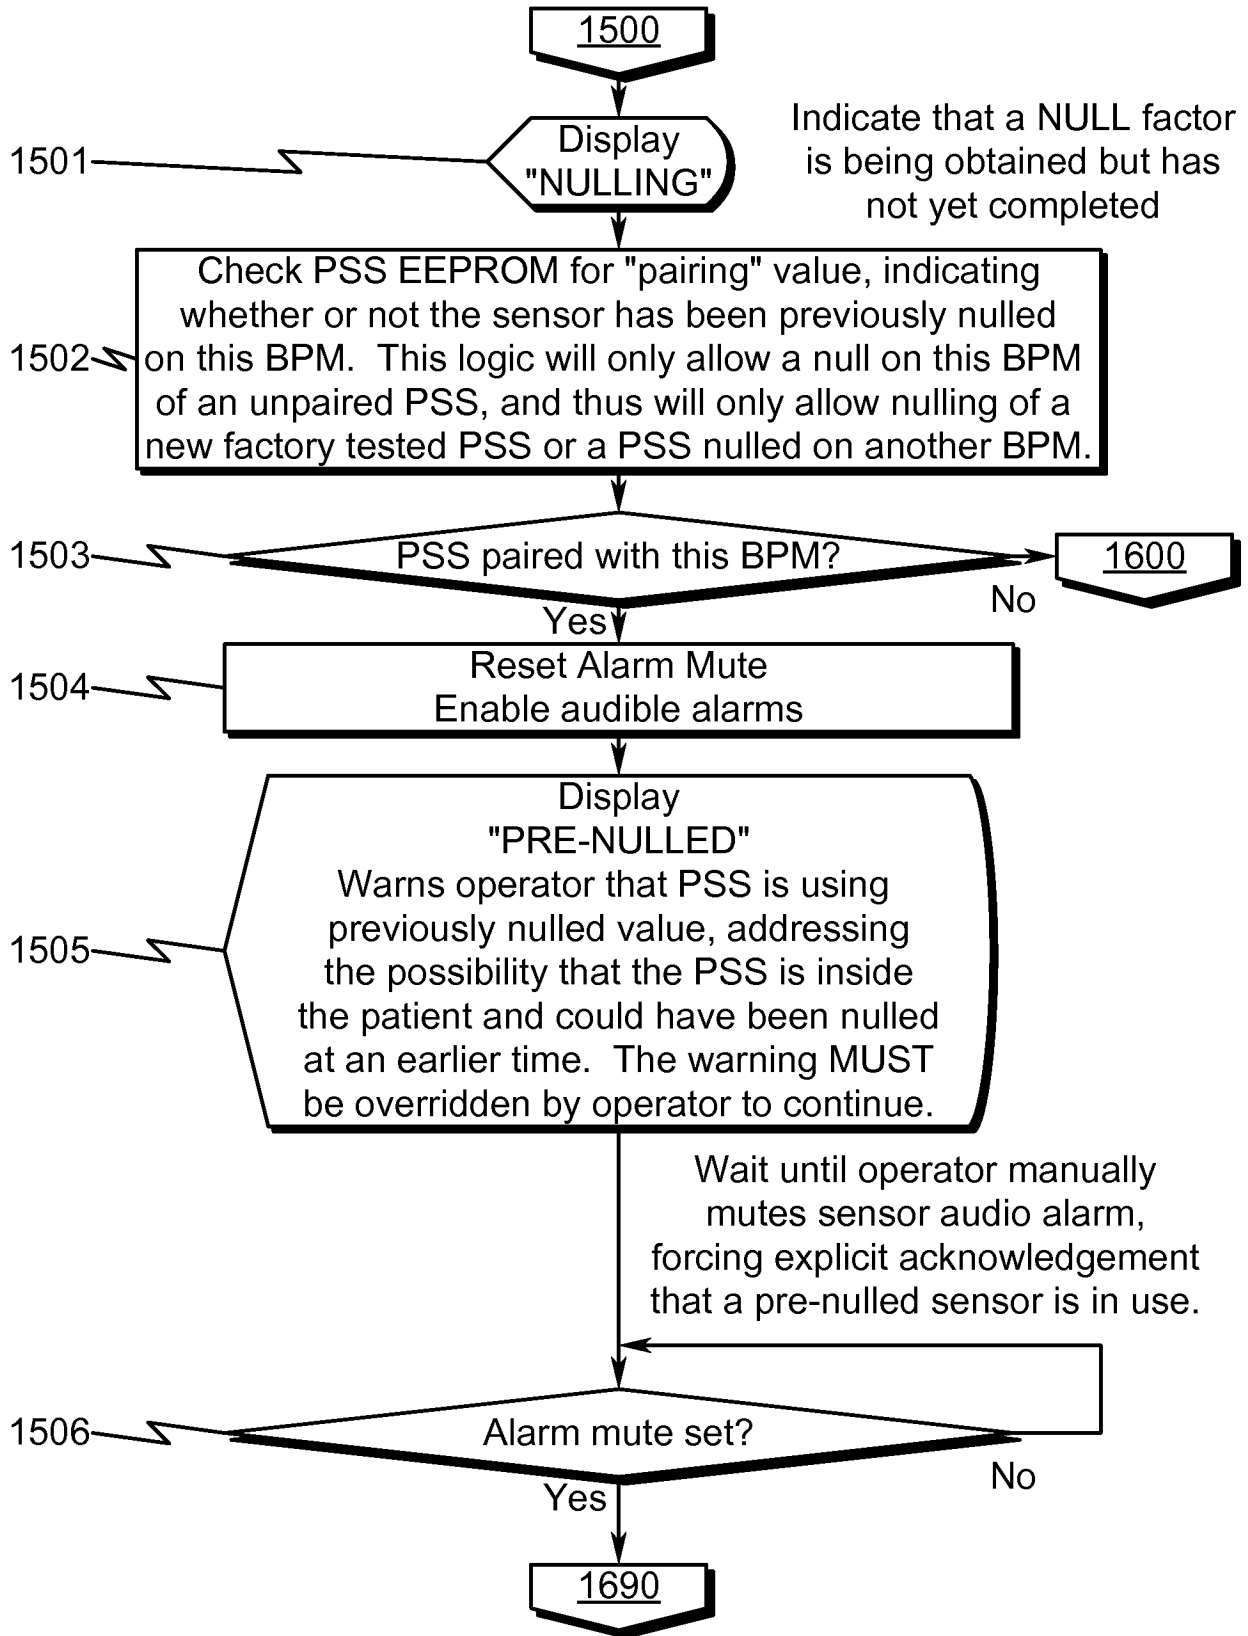 1500
1501
Display
"NULLING"
Indicate that a NULL factor
is being obtained but has
not yet completed
1502
Check PSS EEPROM for "pairing" value, indicating
whether or not the sensor has been previously nulled
on this BPM. This logic will only allow a null on this BPM
of an unpaired PSS, and thus will only allow nulling of a
new factory tested PSS or a PSS nulled on another BPM.
1503
PSS paired with this BPM?
1600
No
Yes
1504
Reset Alarm Mute
Enable audible alarms
1505
Display
"PRE-NULLED"
Warns operator that PSS is using
previously nulled value, addressing
the possibility that the PSS is inside
the patient and could have been nulled
at an earlier time. The warning MUST
be overridden by operator to continue.
Wait until operator manually
mutes sensor audio alarm,
forcing explicit acknowledgement
that a pre-nulled sensor is in use.
1506
Alarm mute set?
No
Yes
1690